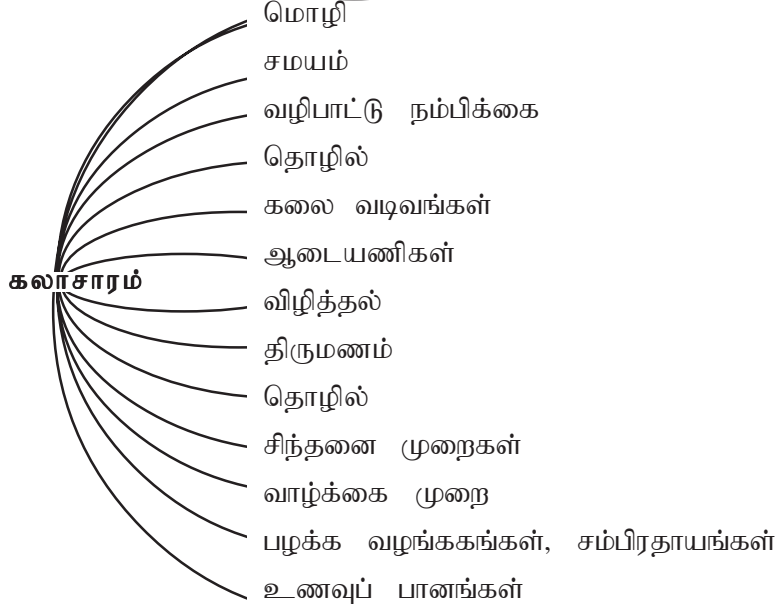 மொழி
சமயம்
வழிபாட்டு நம்பிக்கை
தொழில்
கலை வடிவங்கள்
ஆடையணிகள்
கலாசாரம்
விழித்தல்
திருமணம்
தொழில்
சிந்தனை முறைகள்
வாழ்க்கை முறை
பழக்க வழங்ககங்கள், சம்பிரதாயங்கள்
உணவுப் பானங்கள்